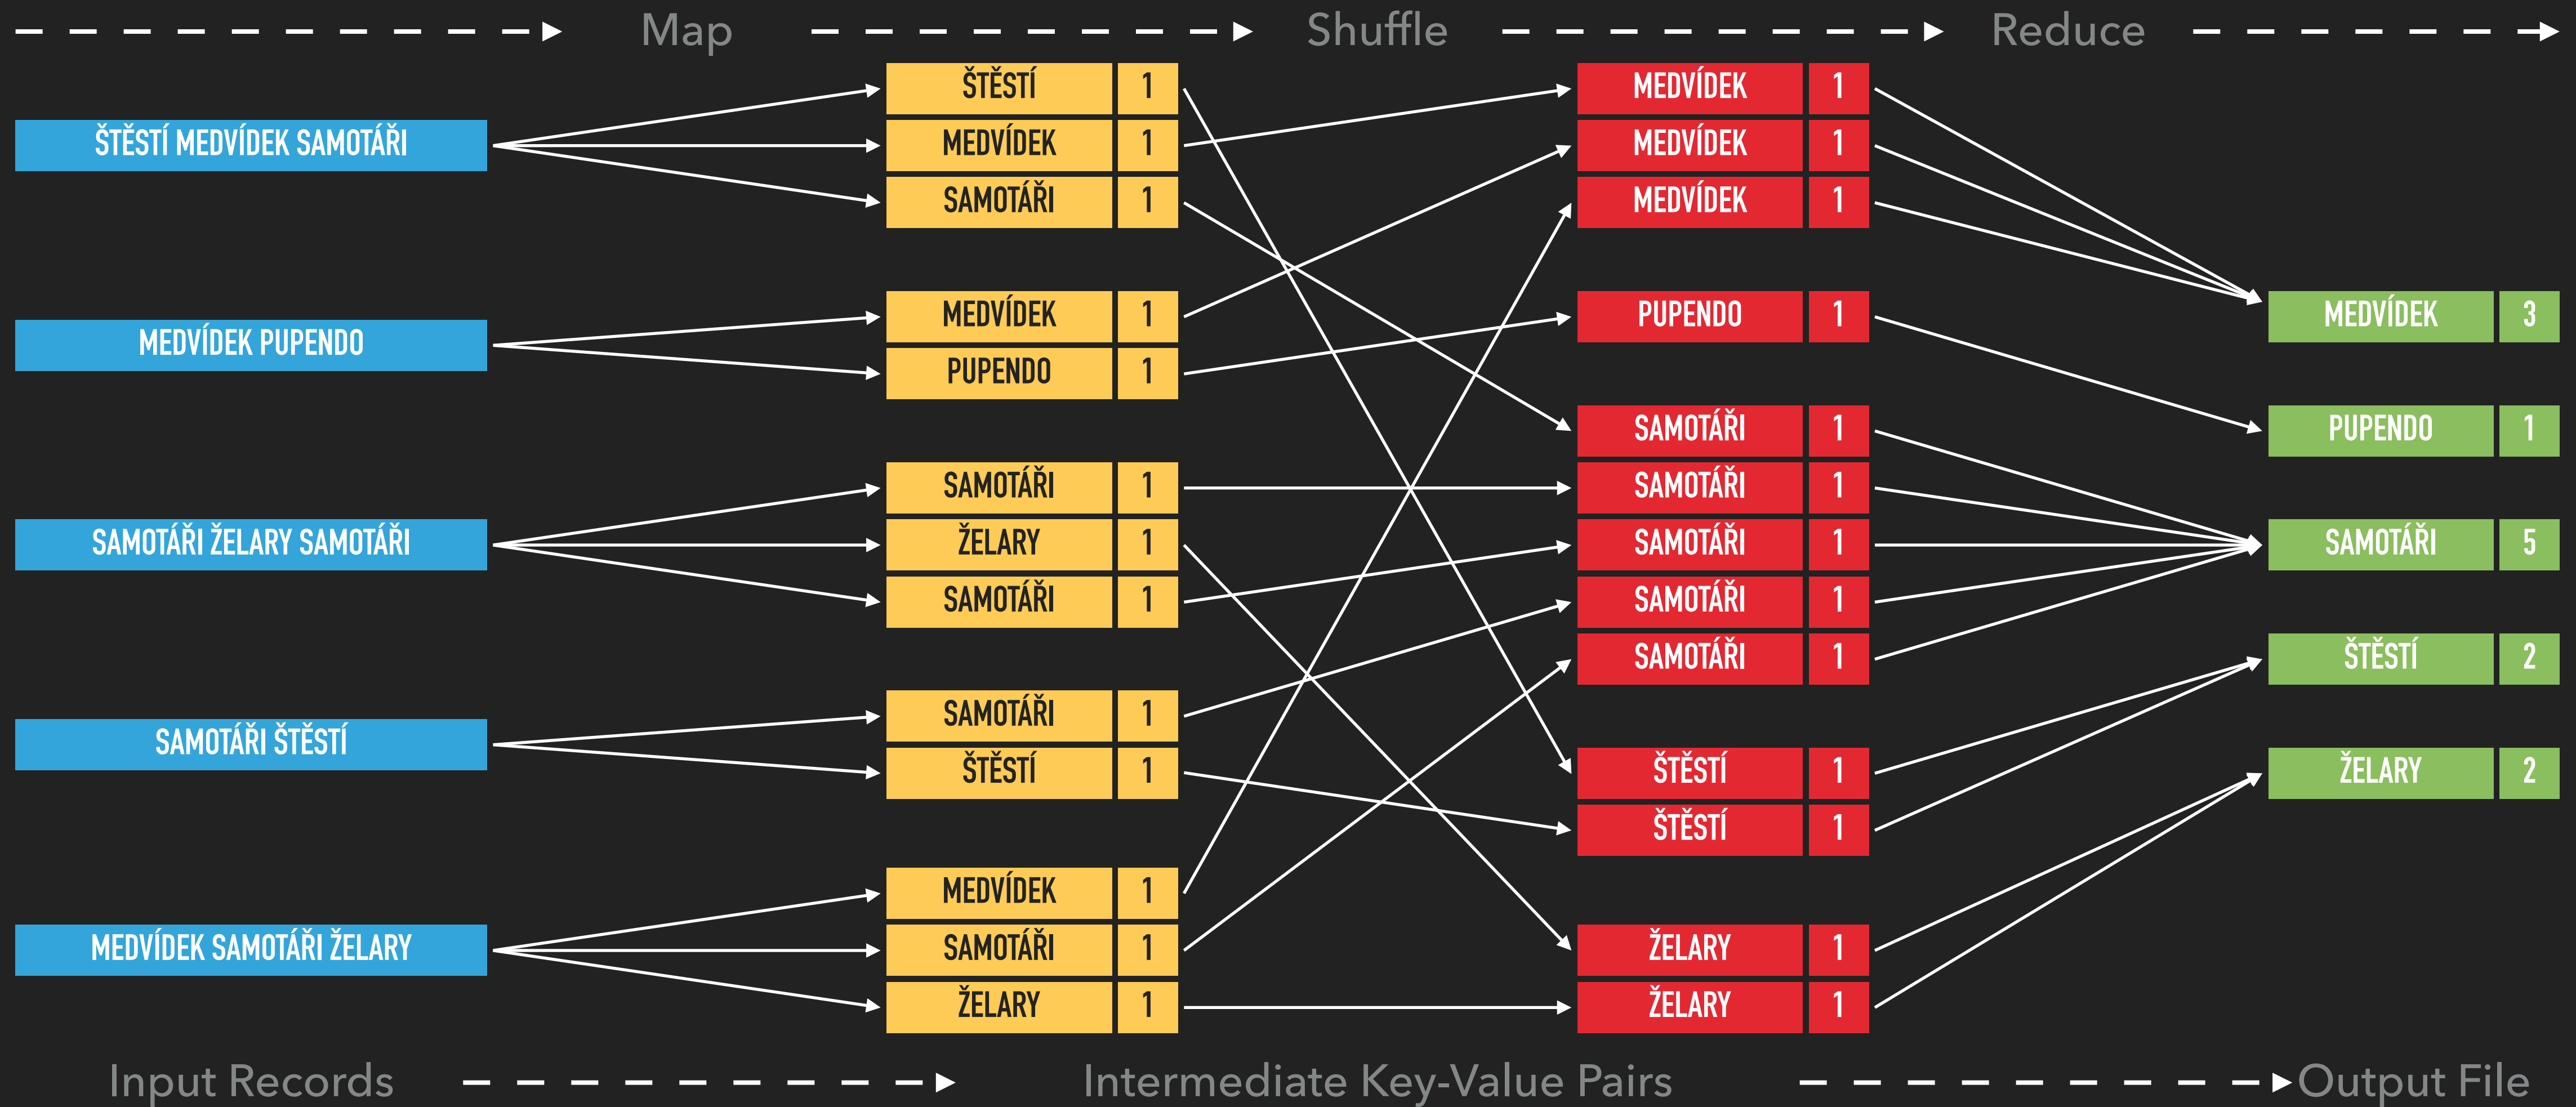 Map
Shuffle
Reduce
ŠTĚSTÍ MEDVÍDEK SAMOTÁŘI
MEDVÍDEK PUPENDO
SAMOTÁŘI ŽELARY SAMOTÁŘI
SAMOTÁŘI ŠTĚSTÍ
MEDVÍDEK SAMOTÁŘI ŽELARY
ŠTĚSTÍ 1
MEDVÍDEK 1
SAMOTÁŘI 1
MEDVÍDEK 1
PUPENDO 1
SAMOTÁŘI 1
ŽELARY 1
SAMOTÁŘI 1
SAMOTÁŘI 1
ŠTĚSTÍ 1
MEDVÍDEK 1
SAMOTÁŘI 1
ŽELARY 1
MEDVÍDEK 1
MEDVÍDEK 1
MEDVÍDEK 1
PUPENDO 1
SAMOTÁŘI 1
SAMOTÁŘI 1
SAMOTÁŘI 1
SAMOTÁŘI 1
SAMOTÁŘI 1
ŠTĚSTÍ 1
ŠTĚSTÍ 1
ŽELARY 1
ŽELARY 1
MEDVÍDEK 3
PUPENDO 1
SAMOTÁŘI 5
ŠTĚSTÍ 2
ŽELARY 2
Input Records
Intermediate Key-Value Pairs
Output File